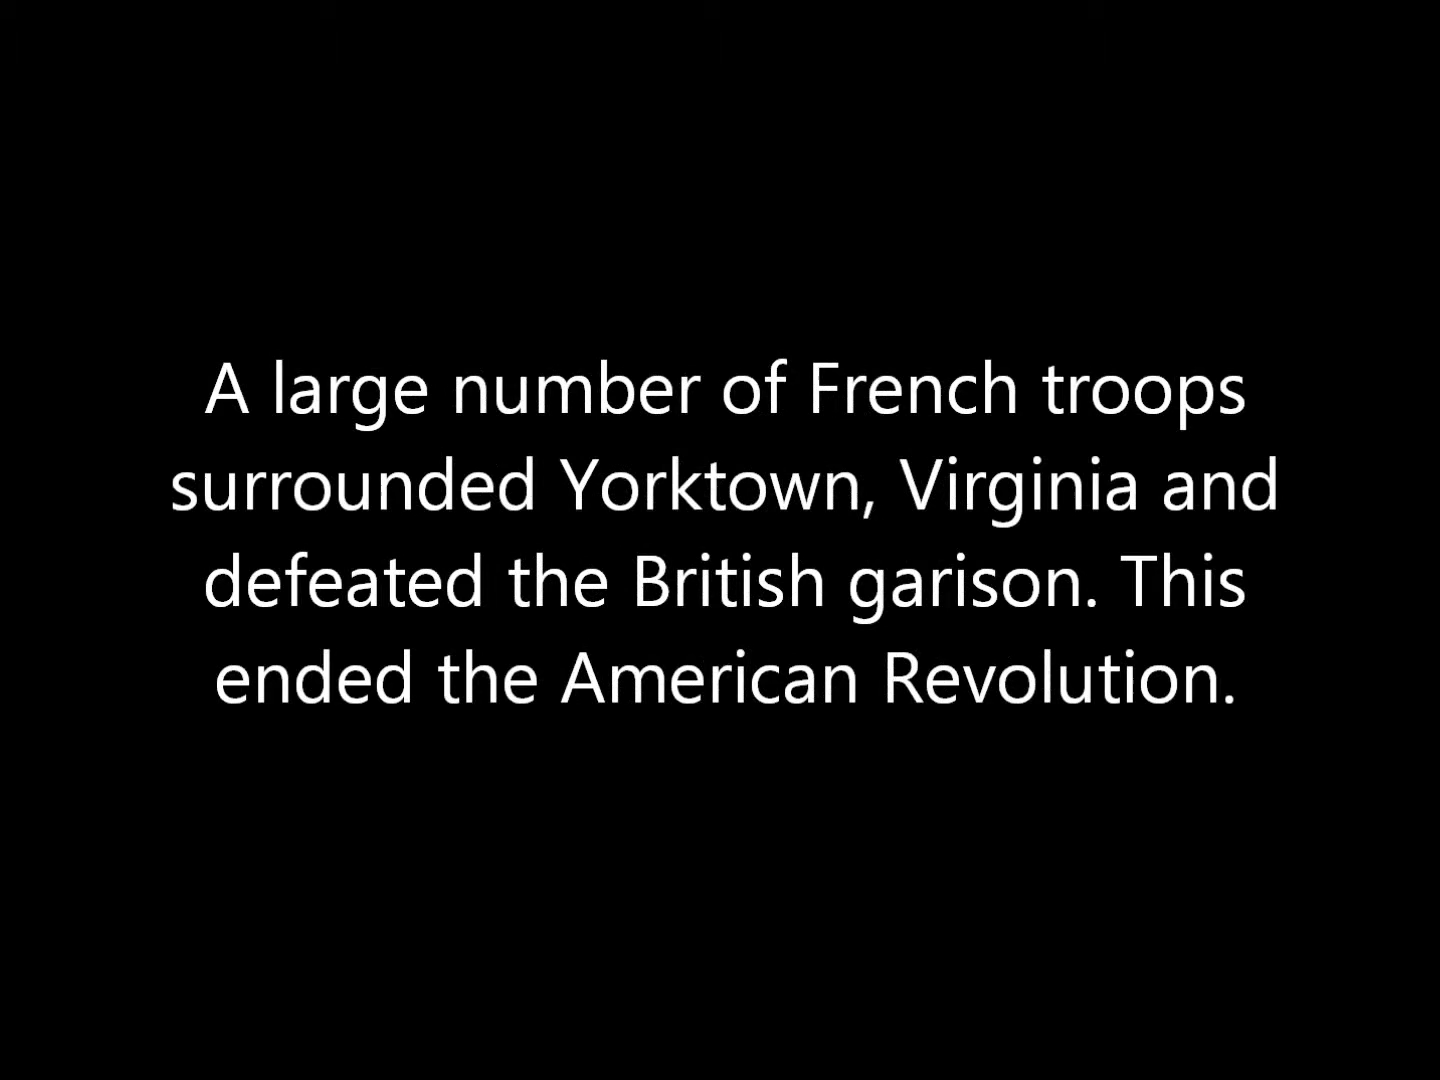 A large number of French troops
surrounded Yorktown, Virginia and
defeated the British garison. This
ended the American Revolution.